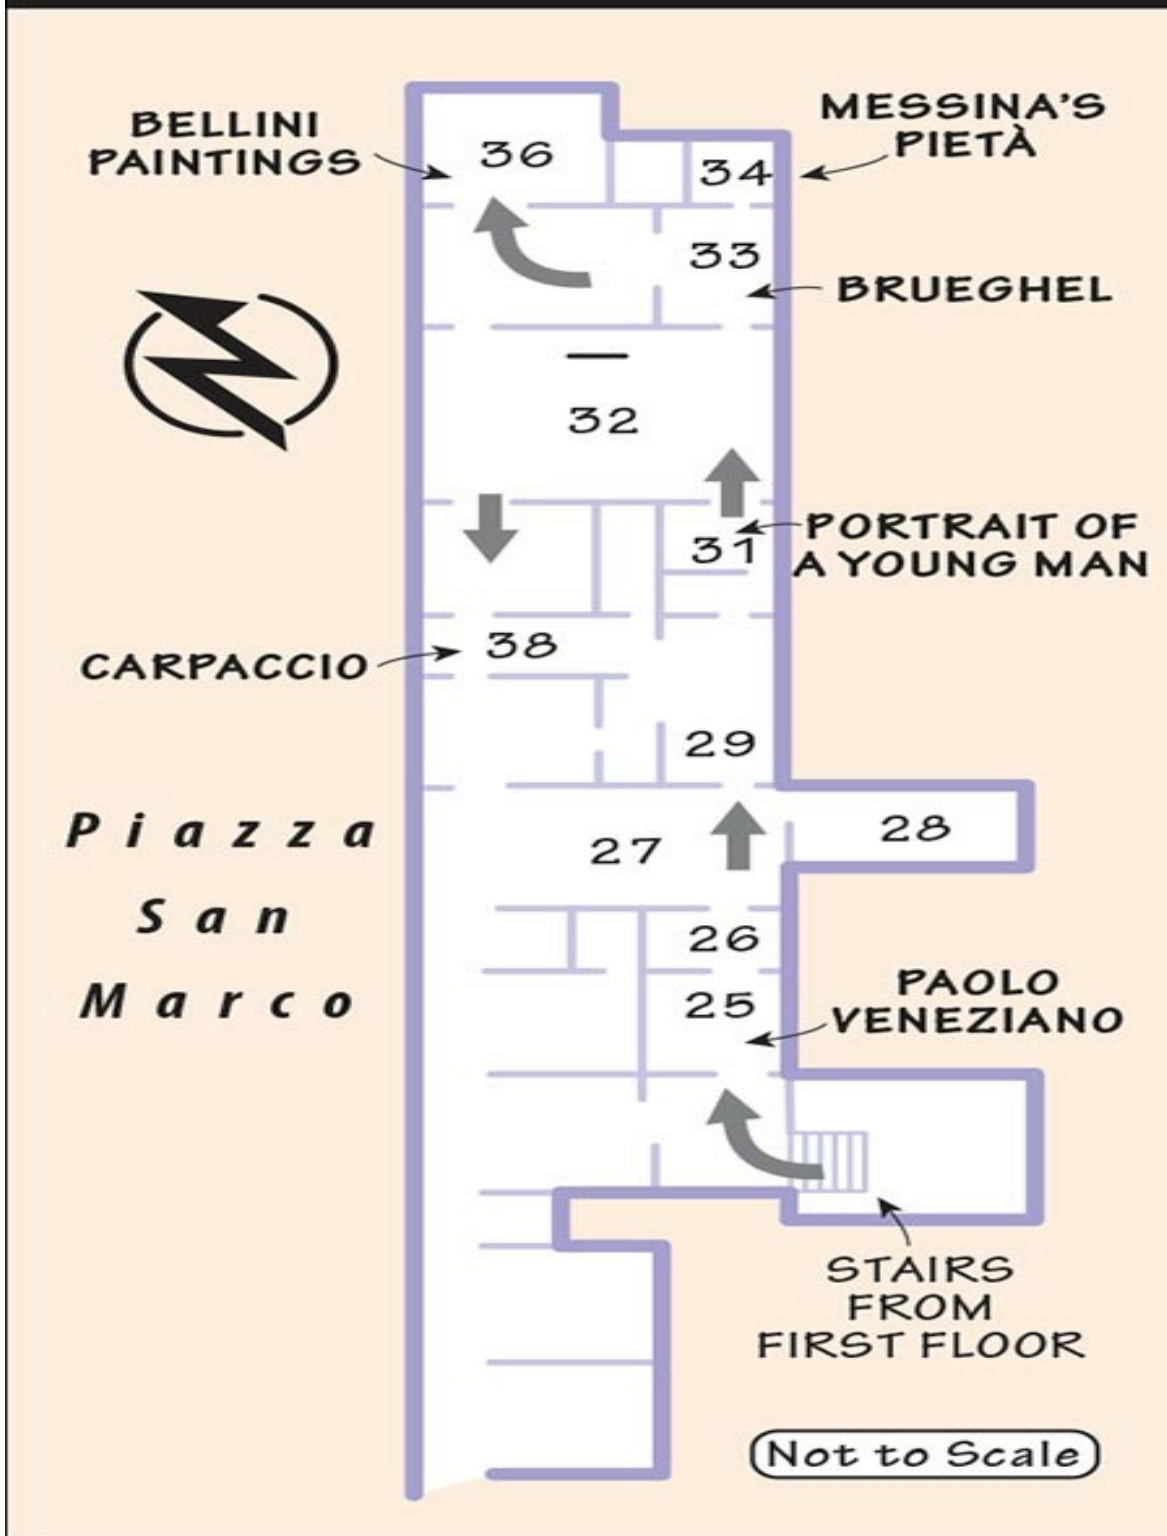 BELLINI
PAINTINGS
36
34
MESSINA'S
PIETÀ
33
BRUEGHEL
32
31
PORTRAIT OF
A YOUNG MAN
38
CARPACCIO
29
28
27
Piazza
San
Marco
26
25
PAOLO
VENEZIANO
STAIRS
FROM
FIRST FLOOR
Not to Scale